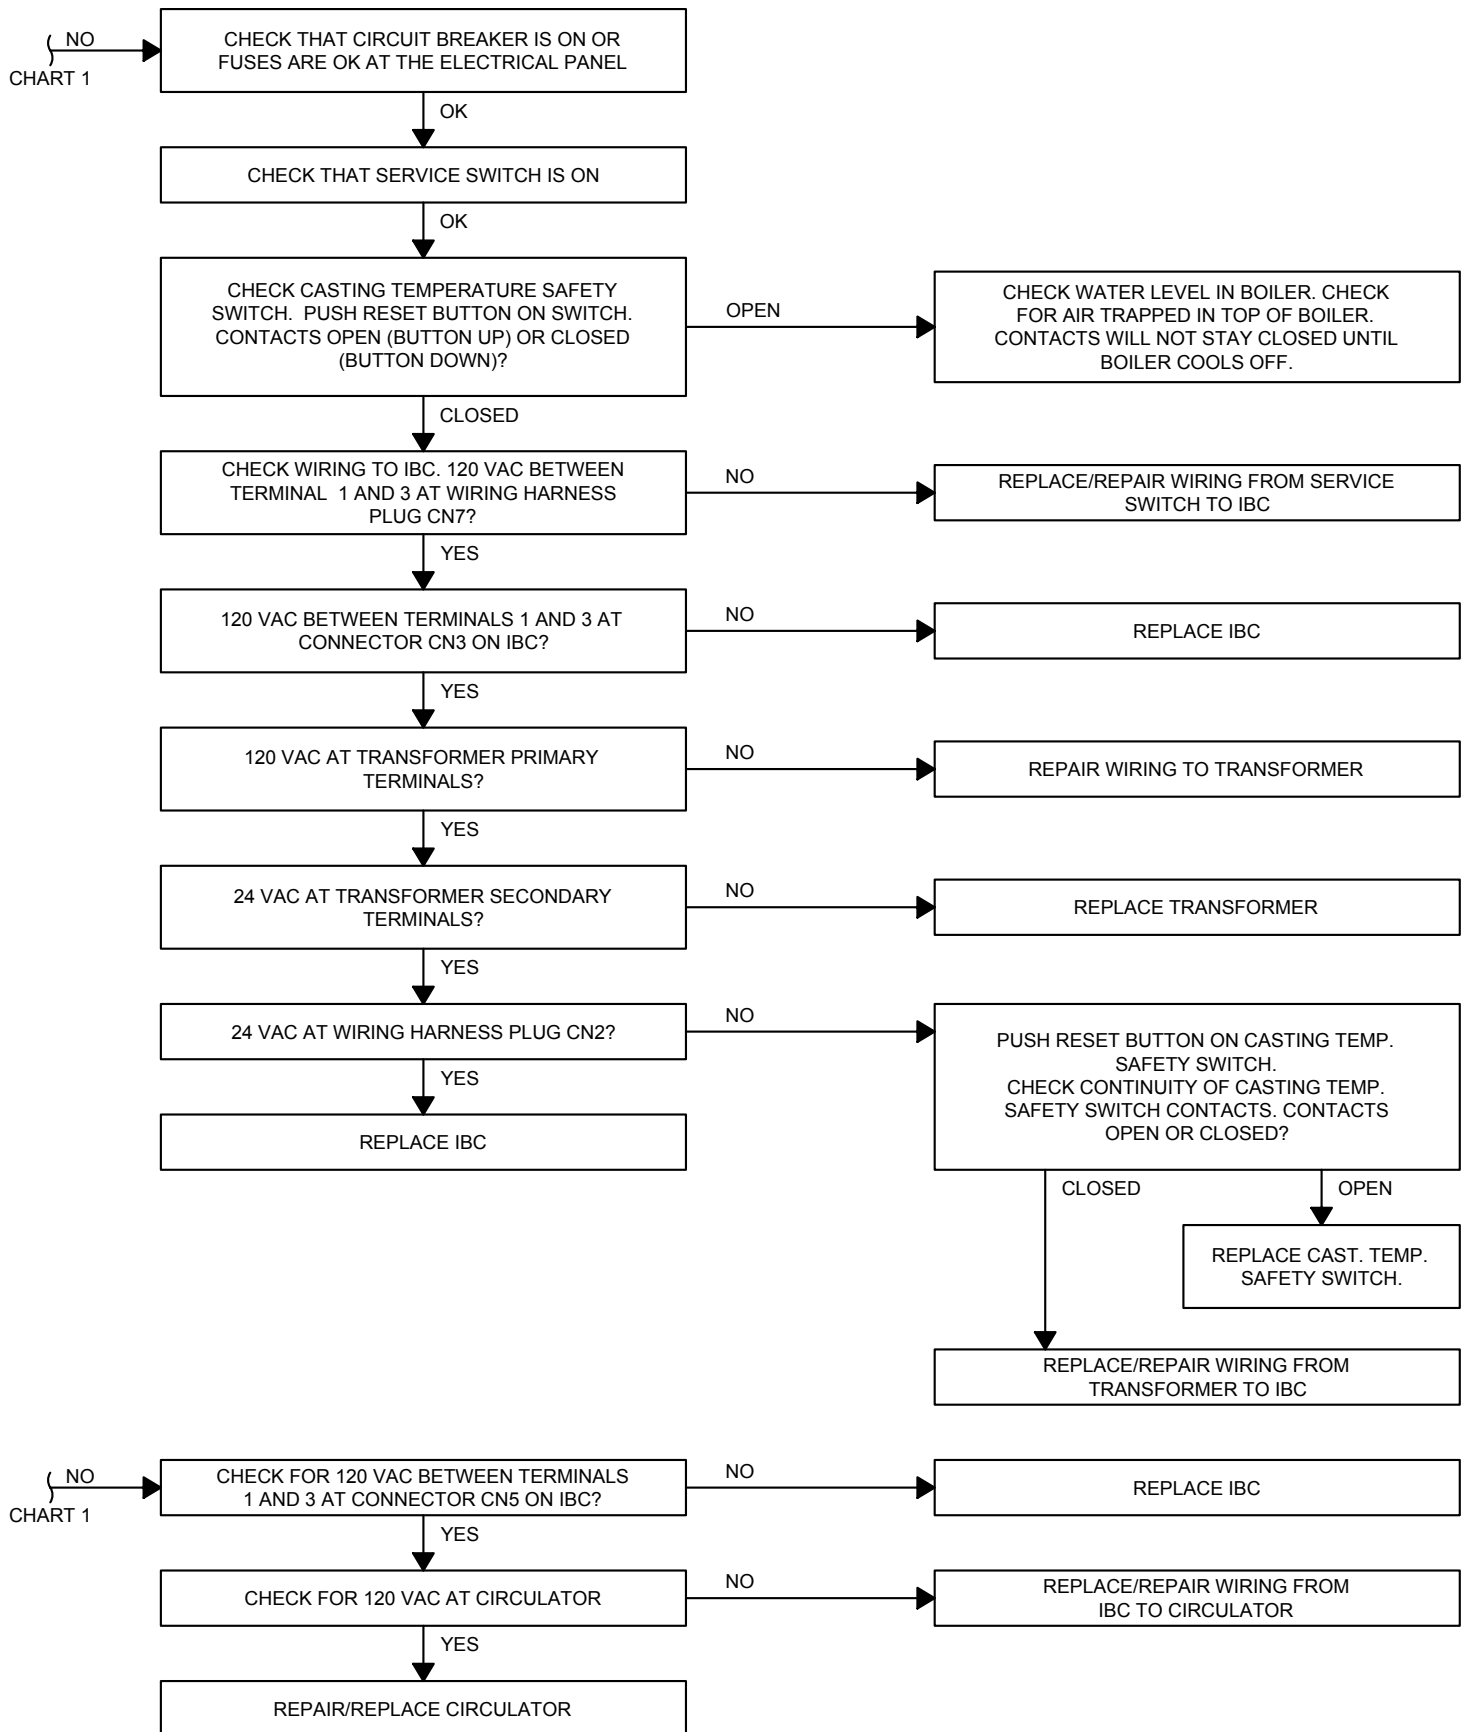 NO
CHART 1
CHECK THAT CIRCUIT BREAKER IS ON OR
FUSES ARE OK AT THE ELECTRICAL PANEL
OK
CHECK THAT SERVICE SWITCH IS ON
OK
CHECK CASTING TEMPERATURE SAFETY
SWITCH. PUSH RESET BUTTON ON SWITCH.
CONTACTS OPEN (BUTTON UP) OR CLOSED
(BUTTON DOWN)?
OPEN
CHECK WATER LEVEL IN BOILER. CHECK
FOR AIR TRAPPED IN TOP OF BOILER.
CONTACTS WILL NOT STAY CLOSED UNTIL
BOILER COOLS OFF.
CLOSED
CHECK WIRING TO IBC. 120 VAC BETWEEN
TERMINAL 1 AND 3 AT WIRING HARNESS
PLUG CN7?
NO
REPLACE/REPAIR WIRING FROM SERVICE
SWITCH TO IBC
YES
120 VAC BETWEEN TERMINALS 1 AND 3 AT
CONNECTOR CN3 ON IBC?
NO
REPLACE IBC
YES
120 VAC AT TRANSFORMER PRIMARY
TERMINALS?
NO
REPAIR WIRING TO TRANSFORMER
YES
24 VAC AT TRANSFORMER SECONDARY
TERMINALS?
NO
REPLACE TRANSFORMER
YES
24 VAC AT WIRING HARNESS PLUG CN2?
NO
PUSH RESET BUTTON ON CASTING TEMP.
SAFETY SWITCH.
CHECK CONTINUITY OF CASTING TEMP.
SAFETY SWITCH CONTACTS. CONTACTS
OPEN OR CLOSED?
YES
REPLACE IBC
CLOSED
OPEN
REPLACE CAST. TEMP.
SAFETY SWITCH.
REPLACE/REPAIR WIRING FROM
TRANSFORMER TO IBC
NO
CHART 1
CHECK FOR 120 VAC BETWEEN TERMINALS
1 AND 3 AT CONNECTOR CN5 ON IBC?
NO
REPLACE IBC
YES
CHECK FOR 120 VAC AT CIRCULATOR
NO
REPLACE/REPAIR WIRING FROM
IBC TO CIRCULATOR
YES
REPAIR/REPLACE CIRCULATOR